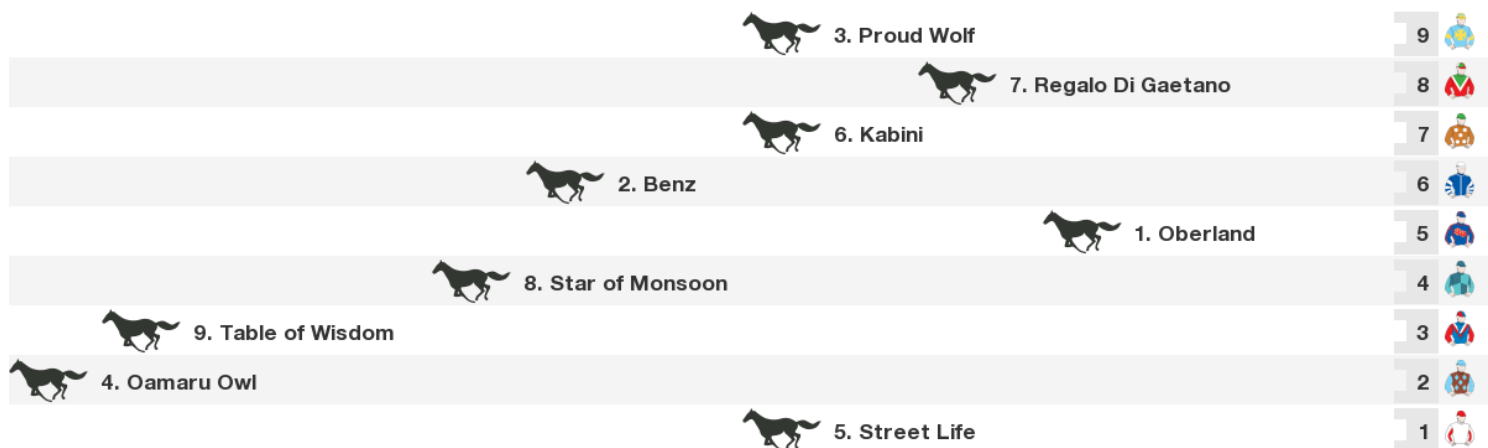 3. Proud Wolf 9
7. Regalo Di Gaetano 8
6. Kabini 7
2. Benz 6
1. Oberland 5
8. Star of Monsoon 4
9. Table of Wisdom 3
4. Oamaru Owl 2
5. Street Life 1